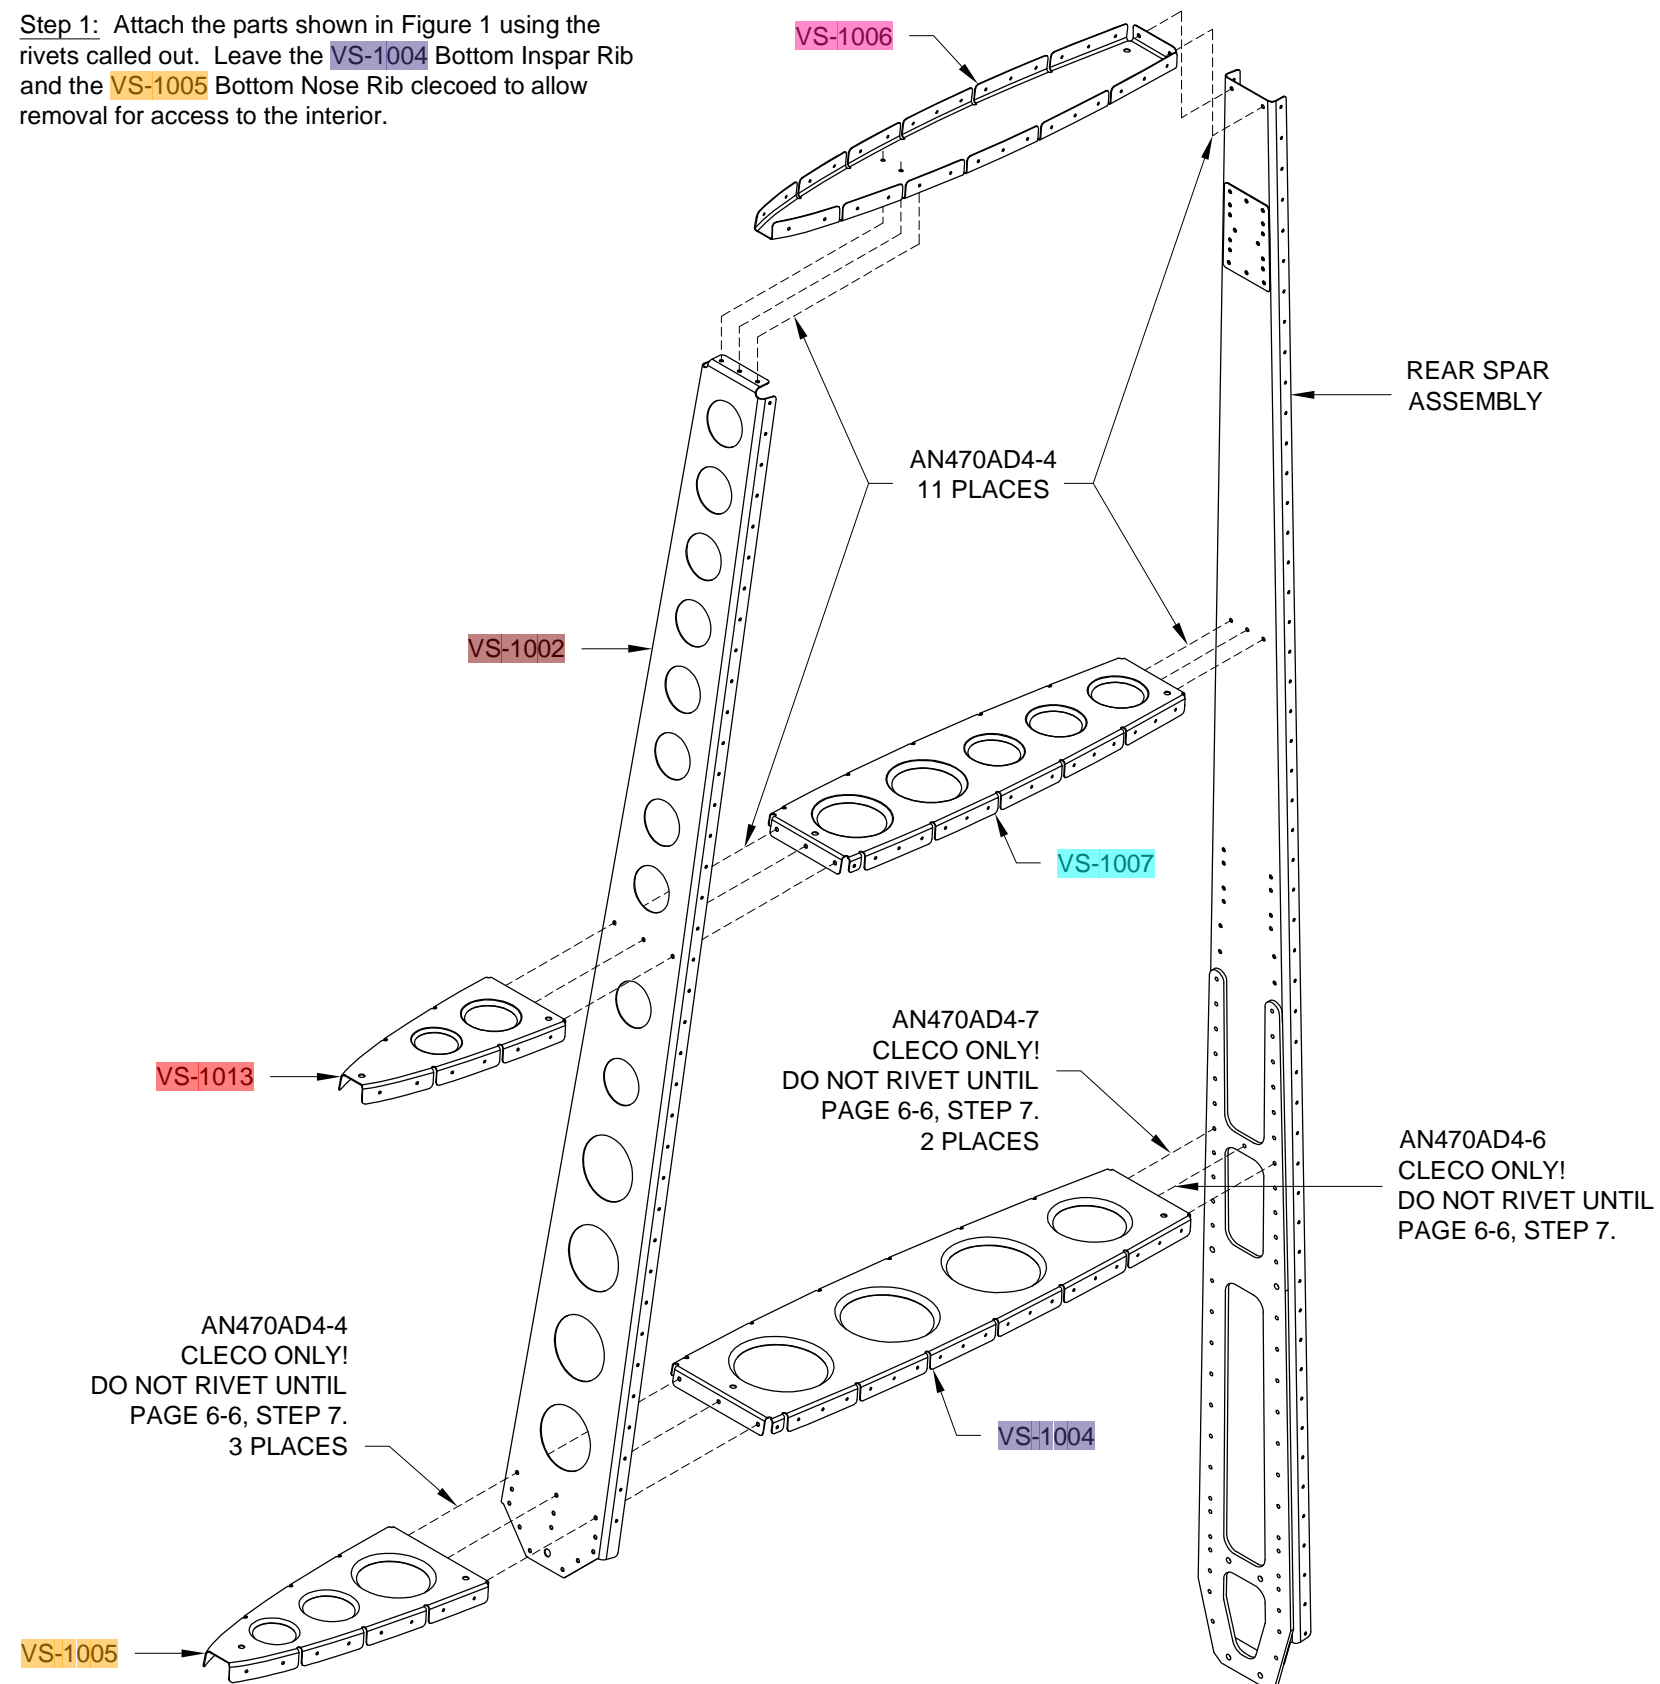 Step 1: Attach the parts shown in Figure 1 using the
rivets called out. Leave the VS-1004 Bottom Inspar Rib
and the VS-1005 Bottom Nose Rib clecoed to allow
removal for access to the interior.
VS-1006
REAR SPAR
ASSEMBLY
AN470AD4-4
11 PLACES
VS-1002
VS-1007
VS-1013
AN470AD4-7
CLECO ONLY!
DO NOT RIVET UNTIL
PAGE 6-6, STEP 7.
2 PLACES
AN470AD4-6
CLECO ONLY!
DO NOT RIVET UNTIL
PAGE 6-6, STEP 7.
AN470AD4-4
CLECO ONLY!
DO NOT RIVET UNTIL
PAGE 6-6, STEP 7.
3 PLACES
VS-1004
VS-1005